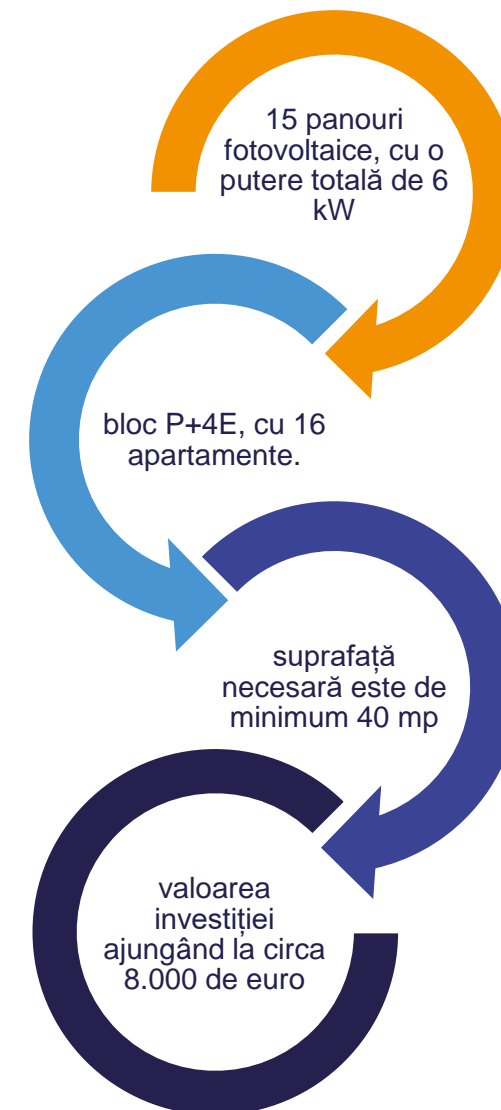 15 panouri
fotovoltaice, cu o
putere totală de 6
kW
bloc P+4E, cu 16
apartamente.
suprafață
necesară este de
minimum 40 mp
valoarea
investiției
ajungând la circa
8.000 de euro